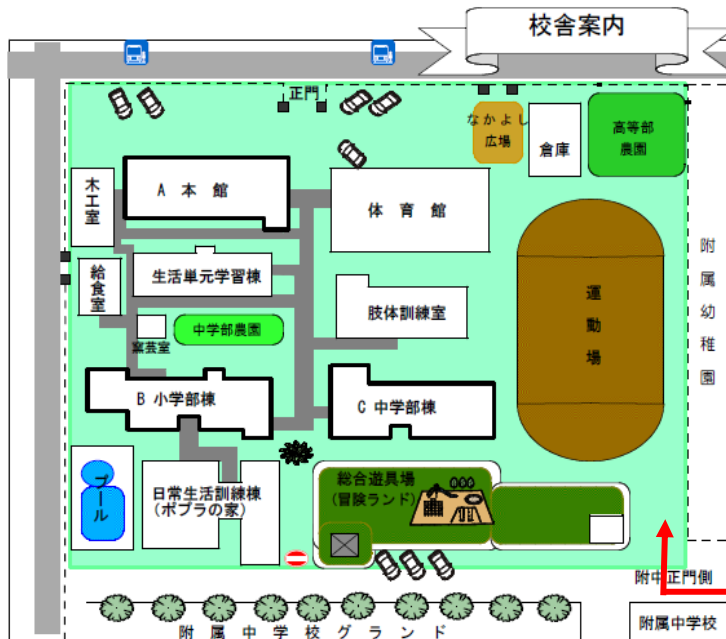 校舎案内
正門
なかよし
広場
倉庫
高等部
農園
木工室
A 本 館
体 育 館
附属幼稚園
給食室
生活単元学習棟
運動場
肢体訓練室
中学部農園
窯芸室
B 小学部棟
C 中学部棟
プール
日常生活訓練棟
(ポプラの家)
総合遊具場
(冒険ランド)
附中正門側
附属中学校グランド
附属中学校